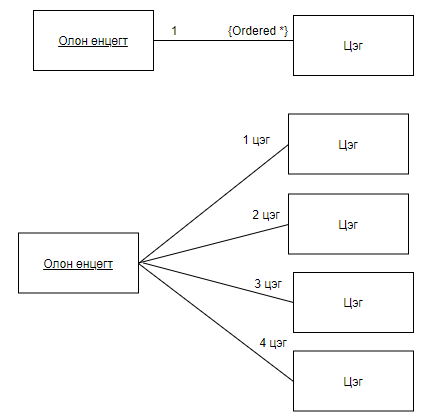 Олон өнцөгт
1
{Ordered *}
Цэг
1 цэг
Цэг
2 цэг
Цэг
Олон өнцөгт
3 цэг
Цэг
4 цэг
Цэг